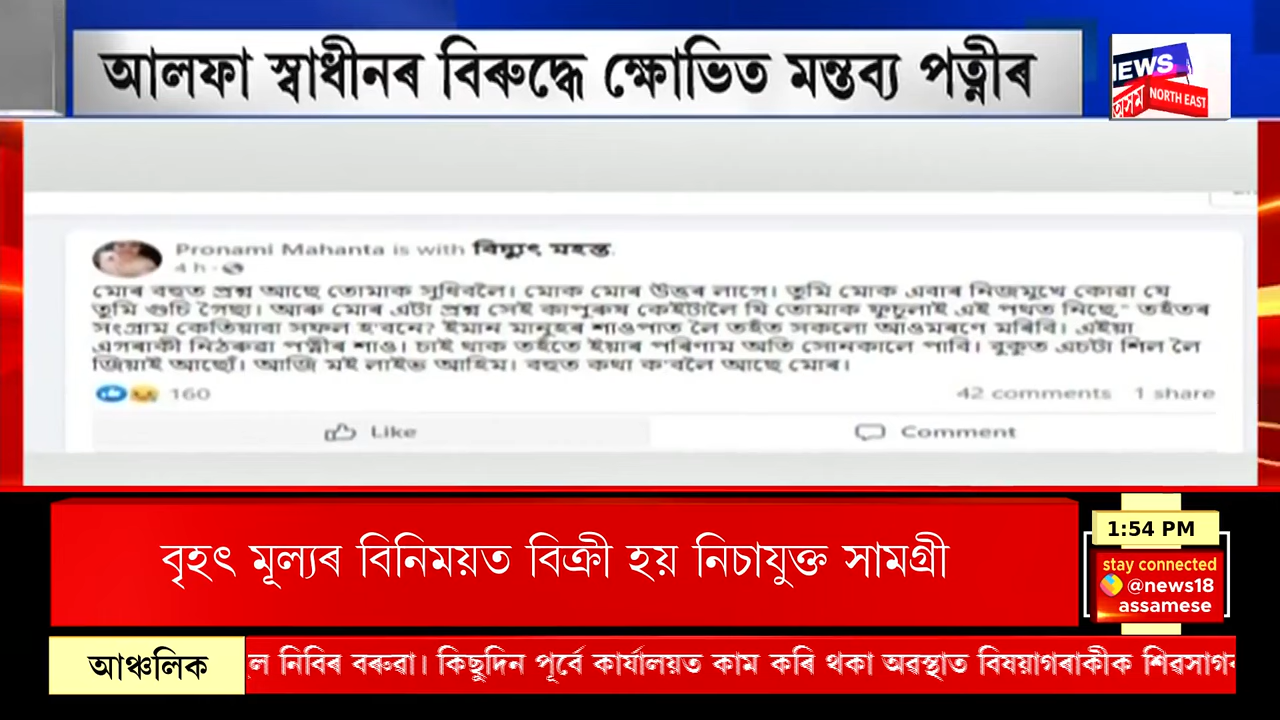 আলফা স্বাধীনৰ বিৰুদ্ধে ক্ষোভিত মন্তব্য পত্নীৰ
NEWS
অসম NORTH EAST
Pronami Mahanta is with বিদ্যুৎ মহন্ত.
4 h
মোৰ বহুত প্ৰশ্ন আছে তোমাক সুধিবলৈ। মোক মোৰ উত্তৰ লাগে। তুমি মোক এবাৰ নিজমুখে কোৱা যে
তুমি গুচি গৈছা। আৰু মোৰ এটা প্ৰশ্ন সেই কাপুৰুষ কেইটালৈ যি তোমাক ফুচুলাই এই পথত নিছে," তহঁতৰ
সংগ্ৰাম কেতিয়াবা সফল হ'বনে? ইমান মানুহৰ শাওপাত লৈ তহঁত সকলো আওমৰণে মৰিবি। এইয়া
এগৰাকী নিঠৰুৱা পত্নীৰ শাও। চাই থাক তহঁতে ইয়াৰ পৰিণাম অতি সোনকালে পাবি। বুকুত এচটা শিল লৈ
জিয়াই আছোঁ। আজি মই লাইভ আহিম। বহুত কথা ক'বলৈ আছে মোৰ।
160 42 comments 1 share
Like Comment
বৃহৎ মূল্যৰ বিনিময়ত বিক্ৰী হয় নিচাযুক্ত সামগ্ৰী
1:54 PM
stay connected
@news18
assamese
আঞ্চলিক
ল নিবিৰ বৰুৱা। কিছুদিন পূৰ্বে কাৰ্যালয়ত কাম কৰি থকা অৱস্থাত বিষয়াগৰাকীক শিৱসাগৰ